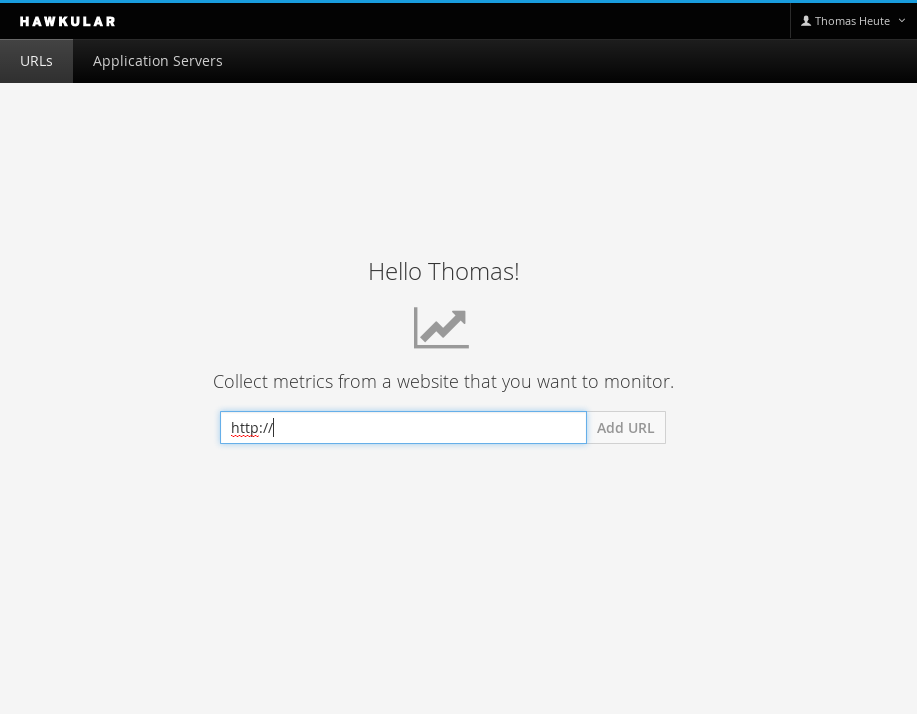 HAWKULAR
Thomas Heute
URLs
Application Servers
Hello Thomas!
Collect metrics from a website that you want to monitor.
http://
Add URL